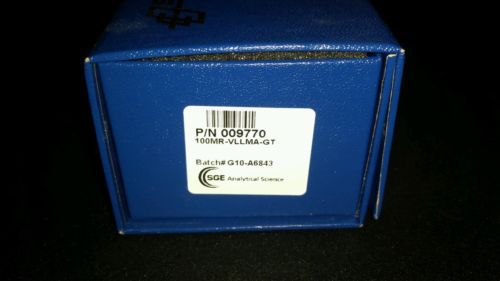 P/N 009770
100MR-VLLMA-GT
Batch# G10-A6843
SGE Analytical Science